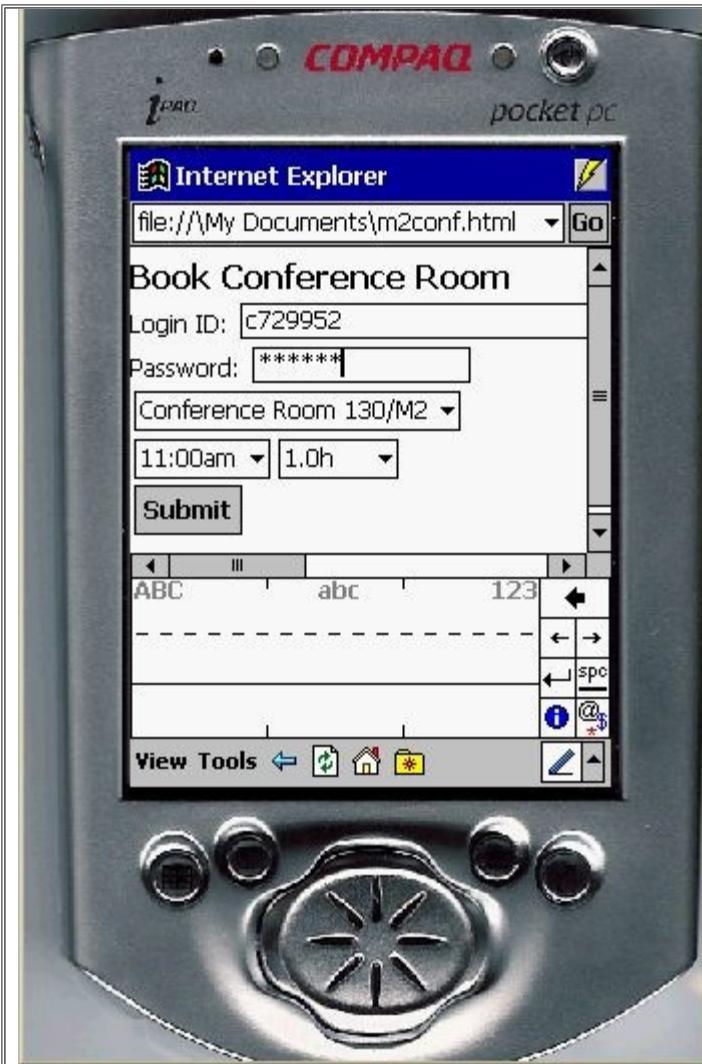 COMPAQ
iPAQ
pocket pc
Internet Explorer
file://\My Documents\m2conf.html Go
Book Conference Room
Login ID: c729952
Password: ******
Conference Room 130/M2
11:00am 1.0h
Submit
ABC abc 123
spc
@$
*
View Tools